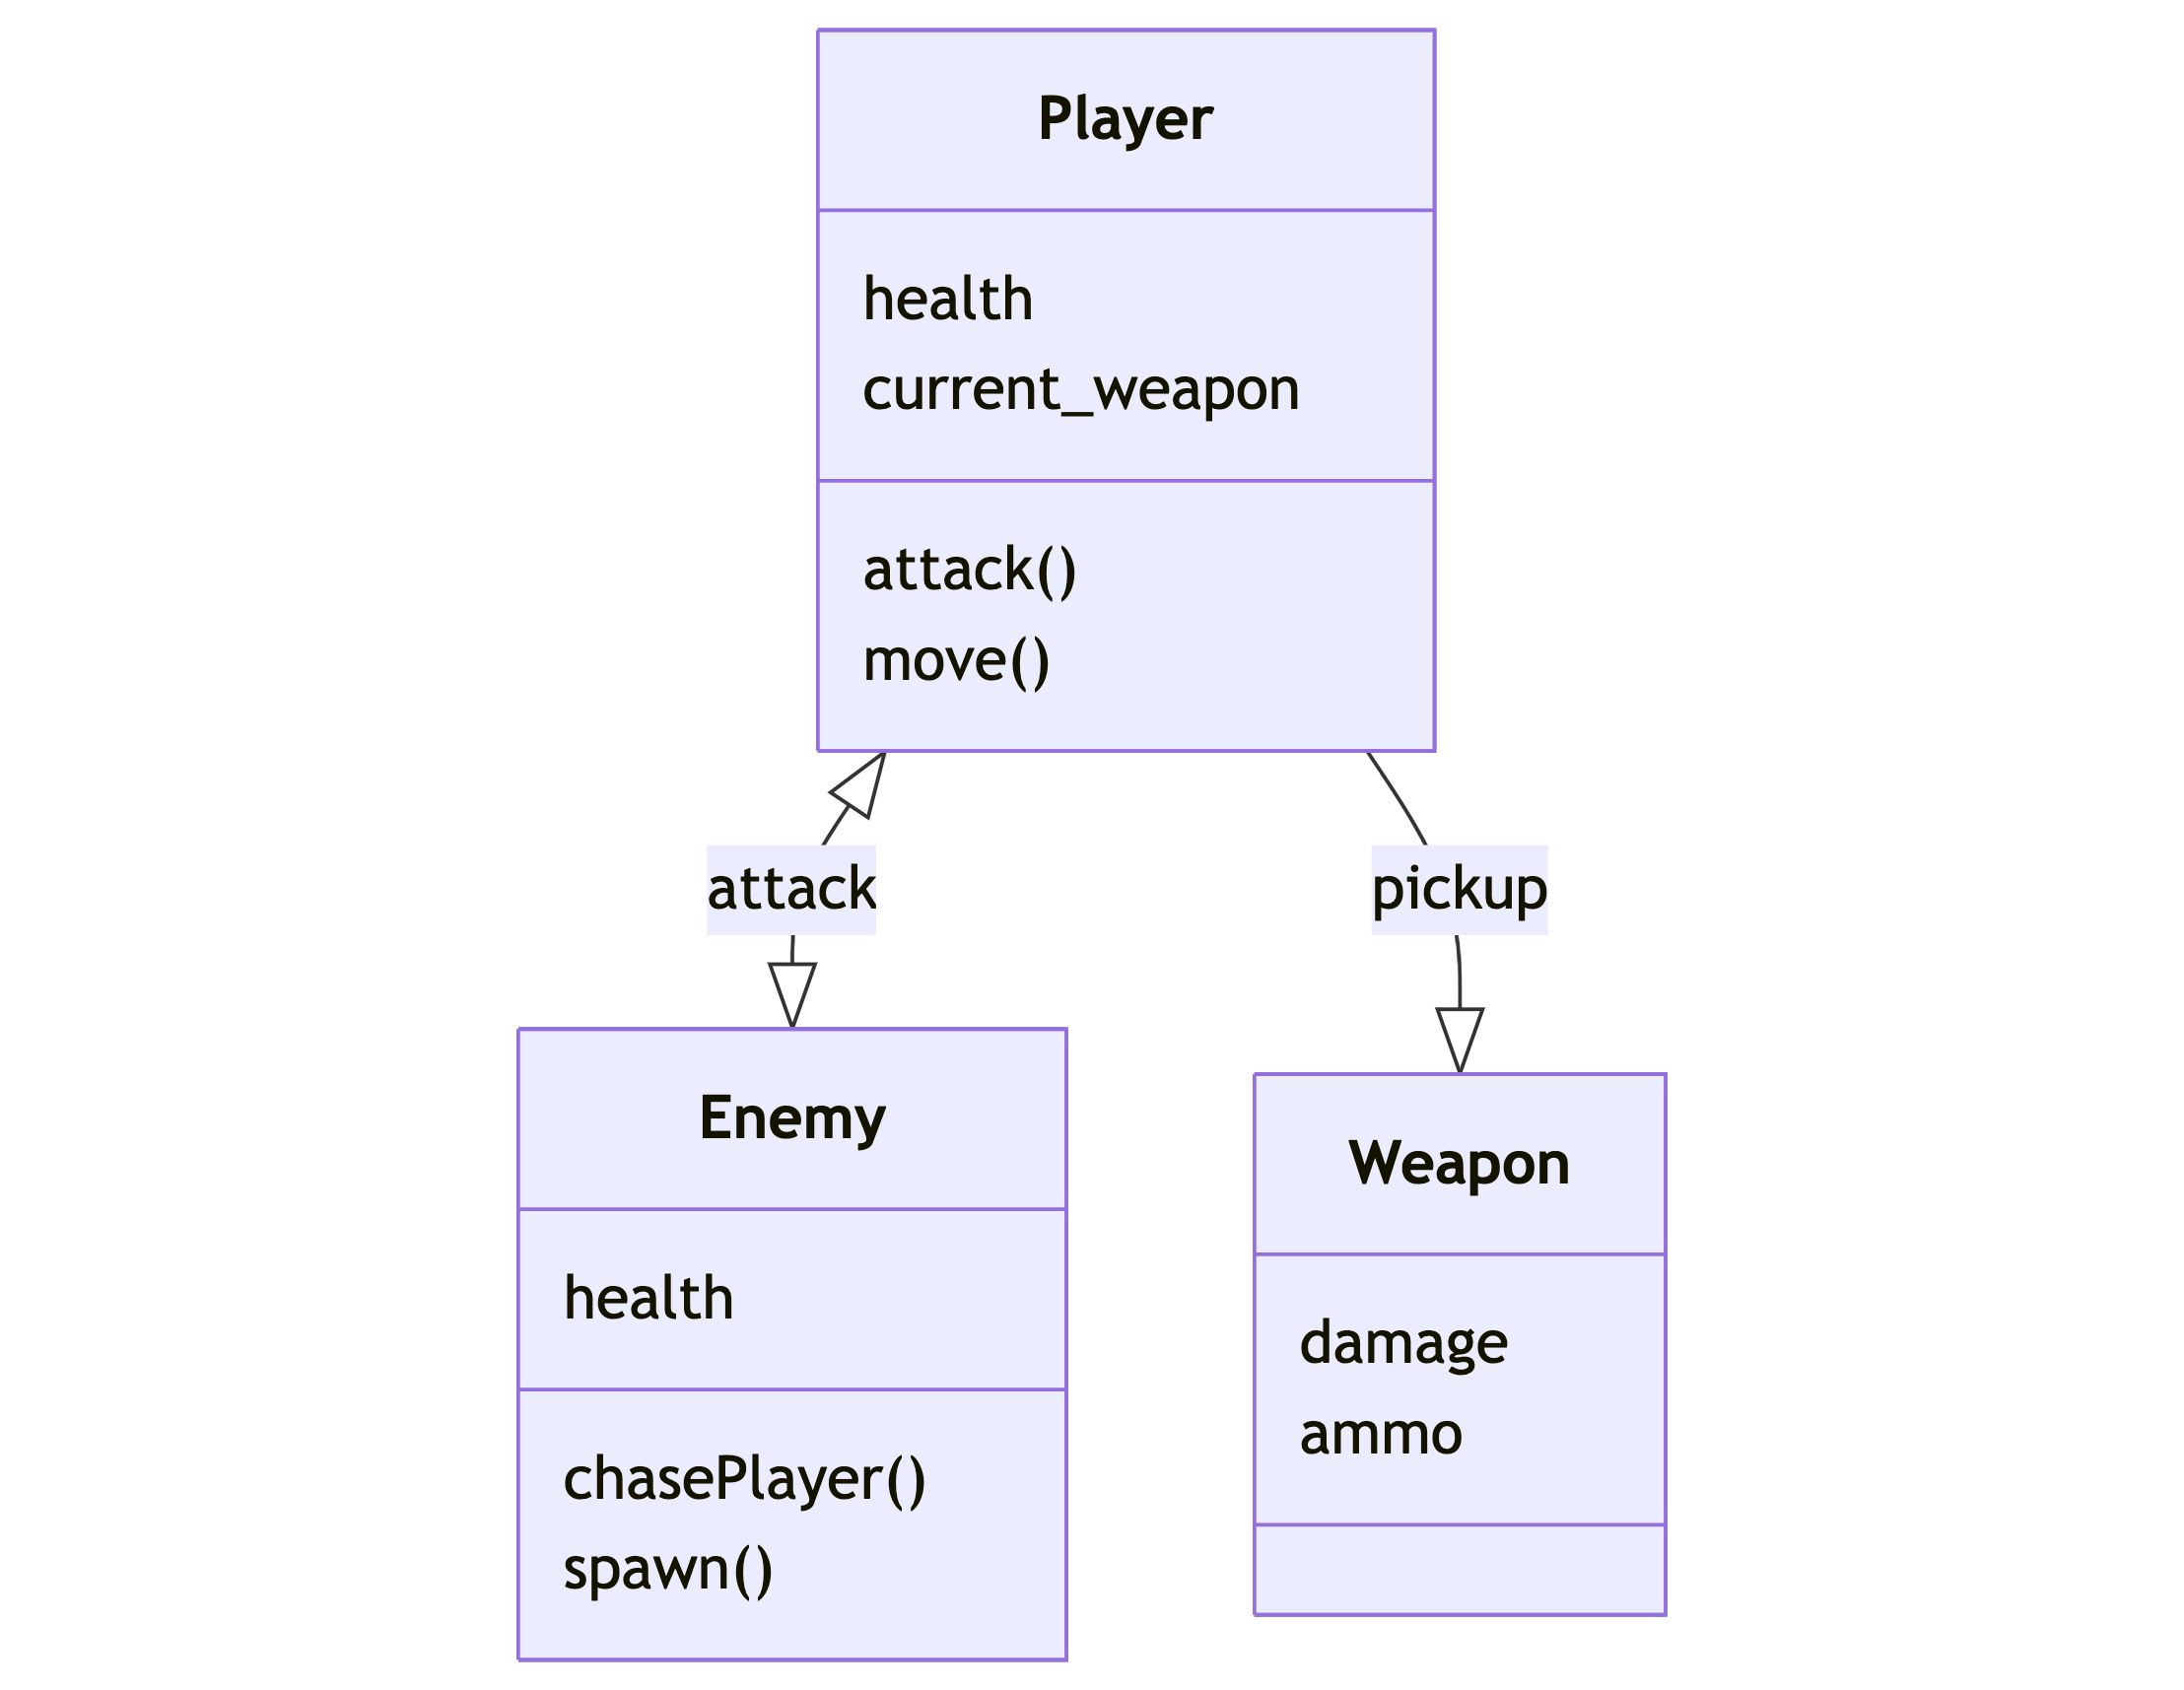 Player
health
current_weapon
attack()
move()
attack
pickup
Enemy
health
chasePlayer()
spawn()
Weapon
damage
ammo